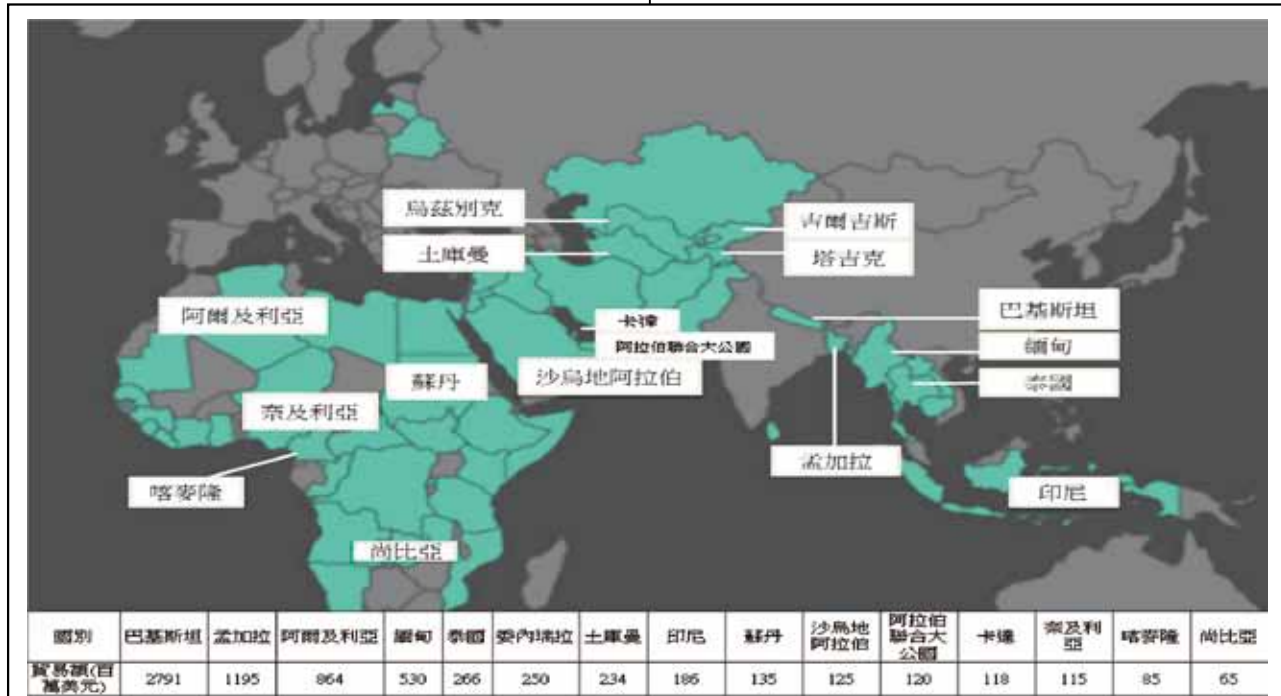 烏茲別克
吉爾吉斯
土庫曼
塔吉克
阿爾及利亞
卡達
巴基斯坦
阿拉伯聯合大公國
緬甸
蘇丹
沙烏地阿拉伯
泰國
奈及利亞
孟加拉
喀麥隆
印尼
尚比亞
國別 巴基斯坦 孟加拉 阿爾及利亞 緬甸 泰國 委內瑞拉 土庫曼 印尼 蘇丹 沙烏地阿拉伯 阿拉伯聯合大公國 卡達 奈及利亞 喀麥隆 尚比亞
貿易額(百萬美元) 2791 1195 864 530 266 250 234 186 135 125 120 118 115 85 65